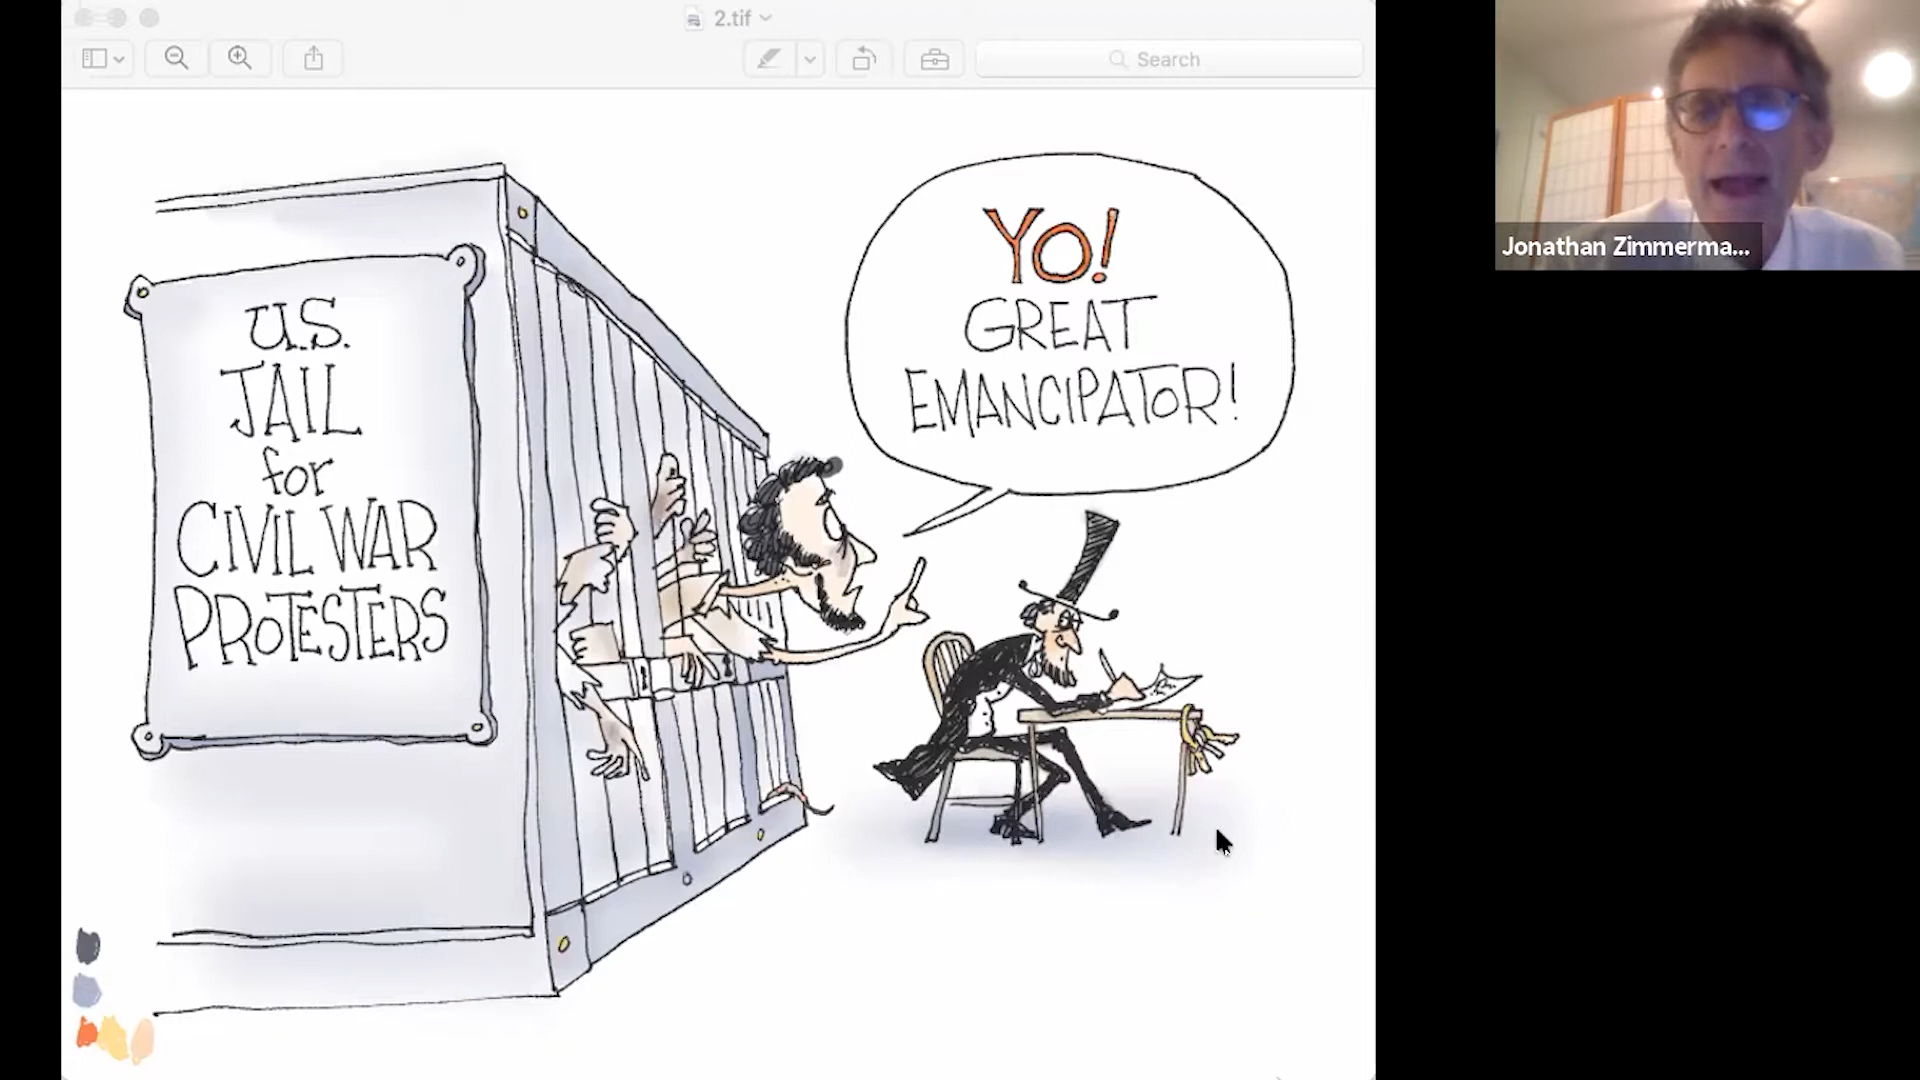 2.tif
Search
U.S.
JAIL
for
CIVIL WAR
PROTESTERS
YO!
GREAT
EMANCIPATOR!
Jonathan Zimmerma...